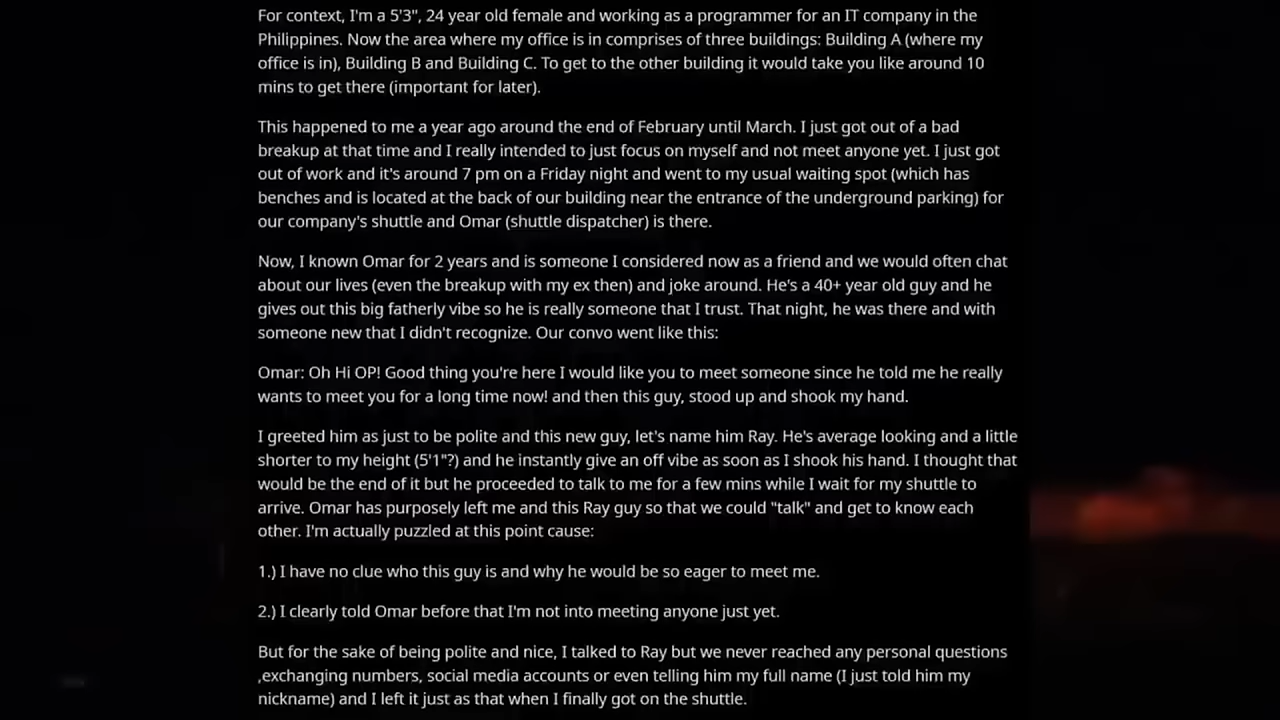 For context, I'm a 5'3", 24 year old female and working as a programmer for an IT company in the
Philippines. Now the area where my office is in comprises of three buildings: Building A (where my
office is in), Building B and Building C. To get to the other building it would take you like around 10
mins to get there (important for later).
This happened to me a year ago around the end of February until March. I just got out of a bad
breakup at that time and I really intended to just focus on myself and not meet anyone yet. I just got
out of work and it's around 7 pm on a Friday night and went to my usual waiting spot (which has
benches and is located at the back of our building near the entrance of the underground parking) for
our company's shuttle and Omar (shuttle dispatcher) is there.
Now, I known Omar for 2 years and is someone I considered now as a friend and we would often chat
about our lives (even the breakup with my ex then) and joke around. He's a 40+ year old guy and he
gives out this big fatherly vibe so he is really someone that I trust. That night, he was there and with
someone new that I didn't recognize. Our convo went like this:
Omar: Oh Hi OP! Good thing you're here I would like you to meet someone since he told me he really
wants to meet you for a long time now! and then this guy, stood up and shook my hand.
I greeted him as just to be polite and this new guy, let's name him Ray. He's average looking and a little
shorter to my height (5'1"?) and he instantly give an off vibe as soon as I shook his hand. I thought that
would be the end of it but he proceeded to talk to me for a few mins while I wait for my shuttle to
arrive. Omar has purposely left me and this Ray guy so that we could "talk" and get to know each
other. I'm actually puzzled at this point cause:
1.) I have no clue who this guy is and why he would be so eager to meet me.
2.) I clearly told Omar before that I'm not into meeting anyone just yet.
But for the sake of being polite and nice, I talked to Ray but we never reached any personal questions
,exchanging numbers, social media accounts or even telling him my full name (I just told him my
nickname) and I left it just as that when I finally got on the shuttle.